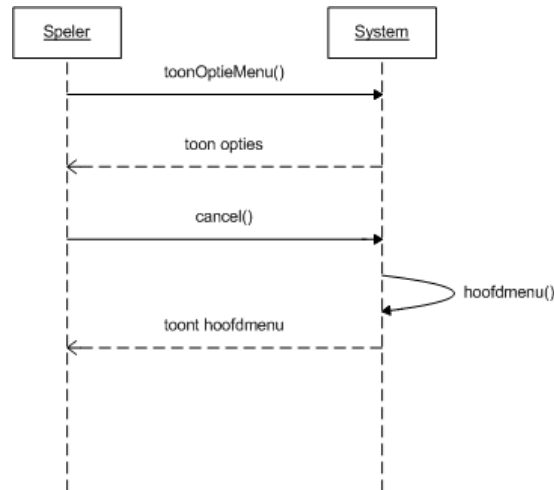 Speler
System
toonOptieMenu()
toon opties
cancel()
hoofdmenu()
toont hoofdmenu